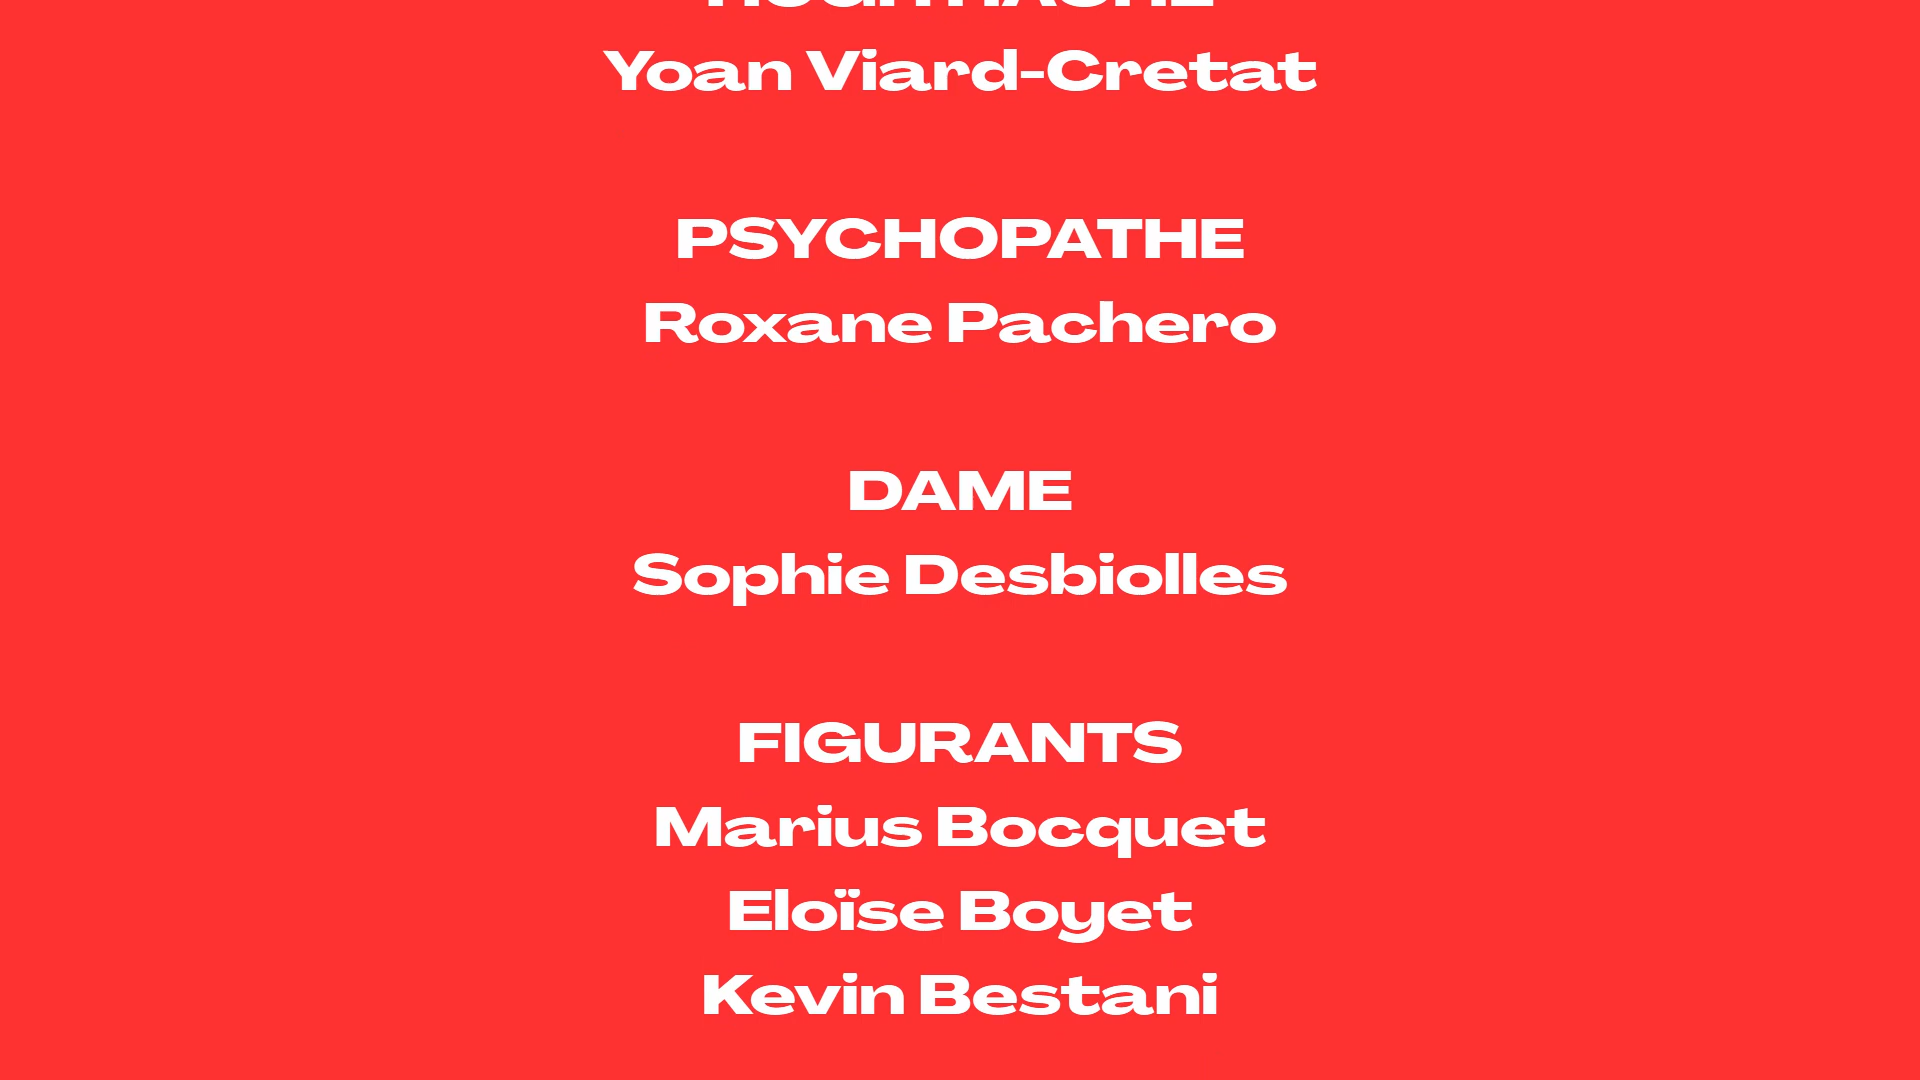 Yoan Viard-Cretat
PSYCHOPATHE
Roxane Pachero
DAME
Sophie Desbiolles
FIGURANTS
Marius Bocquet
Eloïse Boyet
Kevin Bestani